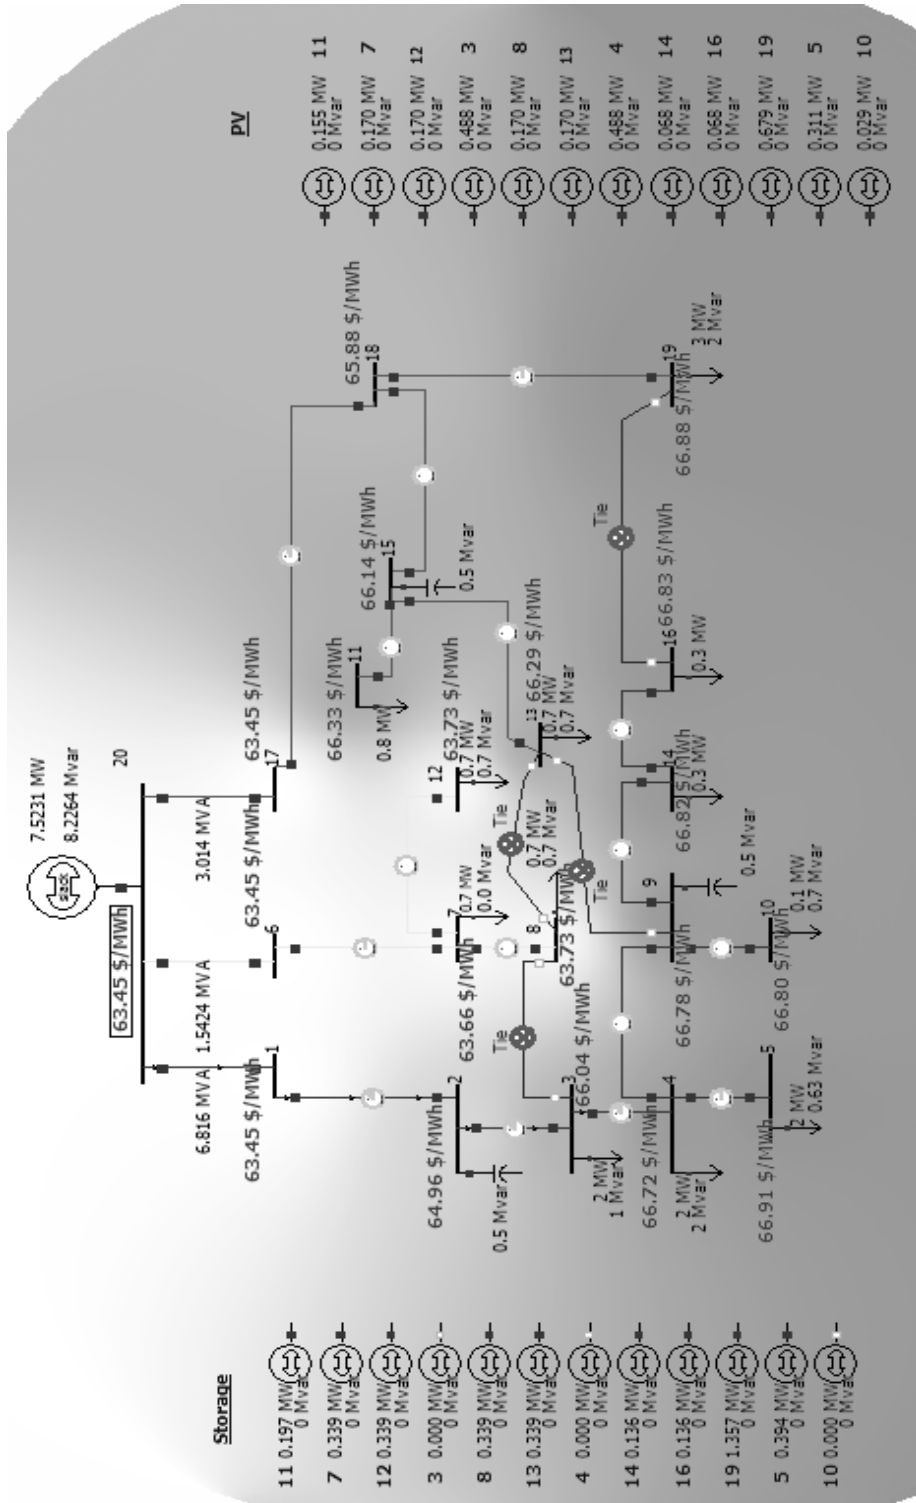 Storage
11 0.197 MW
0 Mvar
7 0.339 MW
0 Mvar
12 0.339 MW
0 Mvar
3 0.000 MW
0 Mvar
8 0.339 MW
0 Mvar
13 0.339 MW
0 Mvar
4 0.000 MW
0 Mvar
14 0.136 MW
0 Mvar
16 0.136 MW
0 Mvar
19 1.357 MW
0 Mvar
5 0.394 MW
0 Mvar
10 0.000 MW
0 Mvar
slack
7.5231 MW
8.2264 Mvar
63.45 $/MWh
20
6.816 MVA
1.5424 MVA
3.014 MVA
63.45 $/MWh
1
6
63.45 $/MWh
17
63.45 $/MWh
64.96 $/MWh
2
0.5 Mvar
7
0.7 MW
0.0 Mvar
63.66 $/MWh
12
63.73 $/MWh
0.7 MW
0.7 Mvar
66.33 $/MWh
11
0.8 MW
66.14 $/MWh
15
0.5 Mvar
65.88 $/MWh
18
Tie
3
66.04 $/MWh
2 MW
1 Mvar
8
63.73 $/MWh
0.7 MW
0.7 Mvar
Tie
Tie
13
66.29 $/MWh
0.7 MW
0.7 Mvar
66.72 $/MWh
4
2 MW
2 Mvar
66.78 $/MWh
9
0.5 Mvar
14
66.82 $/MWh
0.3 MW
16
66.83 $/MWh
0.3 MW
Tie
19
66.88 $/MWh
3 MW
2 Mvar
66.91 $/MWh
5
2 MW
0.63 Mvar
66.80 $/MWh
10
0.1 MW
0.7 Mvar
PV
0.155 MW 11
0 Mvar
0.170 MW 7
0 Mvar
0.170 MW 12
0 Mvar
0.488 MW 3
0 Mvar
0.170 MW 8
0 Mvar
0.170 MW 13
0 Mvar
0.488 MW 4
0 Mvar
0.068 MW 14
0 Mvar
0.068 MW 16
0 Mvar
0.679 MW 19
0 Mvar
0.311 MW 5
0 Mvar
0.029 MW 10
0 Mvar